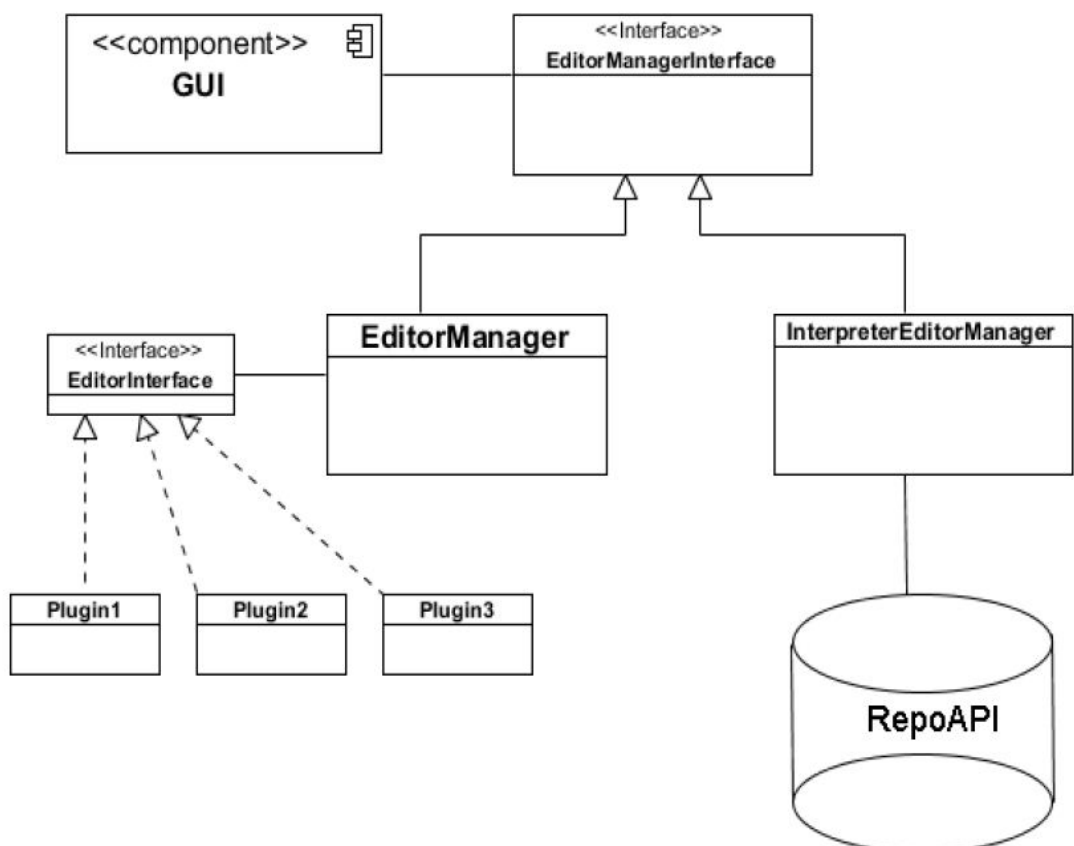 <<component>>
GUI
<<Interface>>
EditorManagerInterface
EditorManager
InterpreterEditorManager
<<Interface>>
EditorInterface
Plugin1
Plugin2
Plugin3
RepoAPI